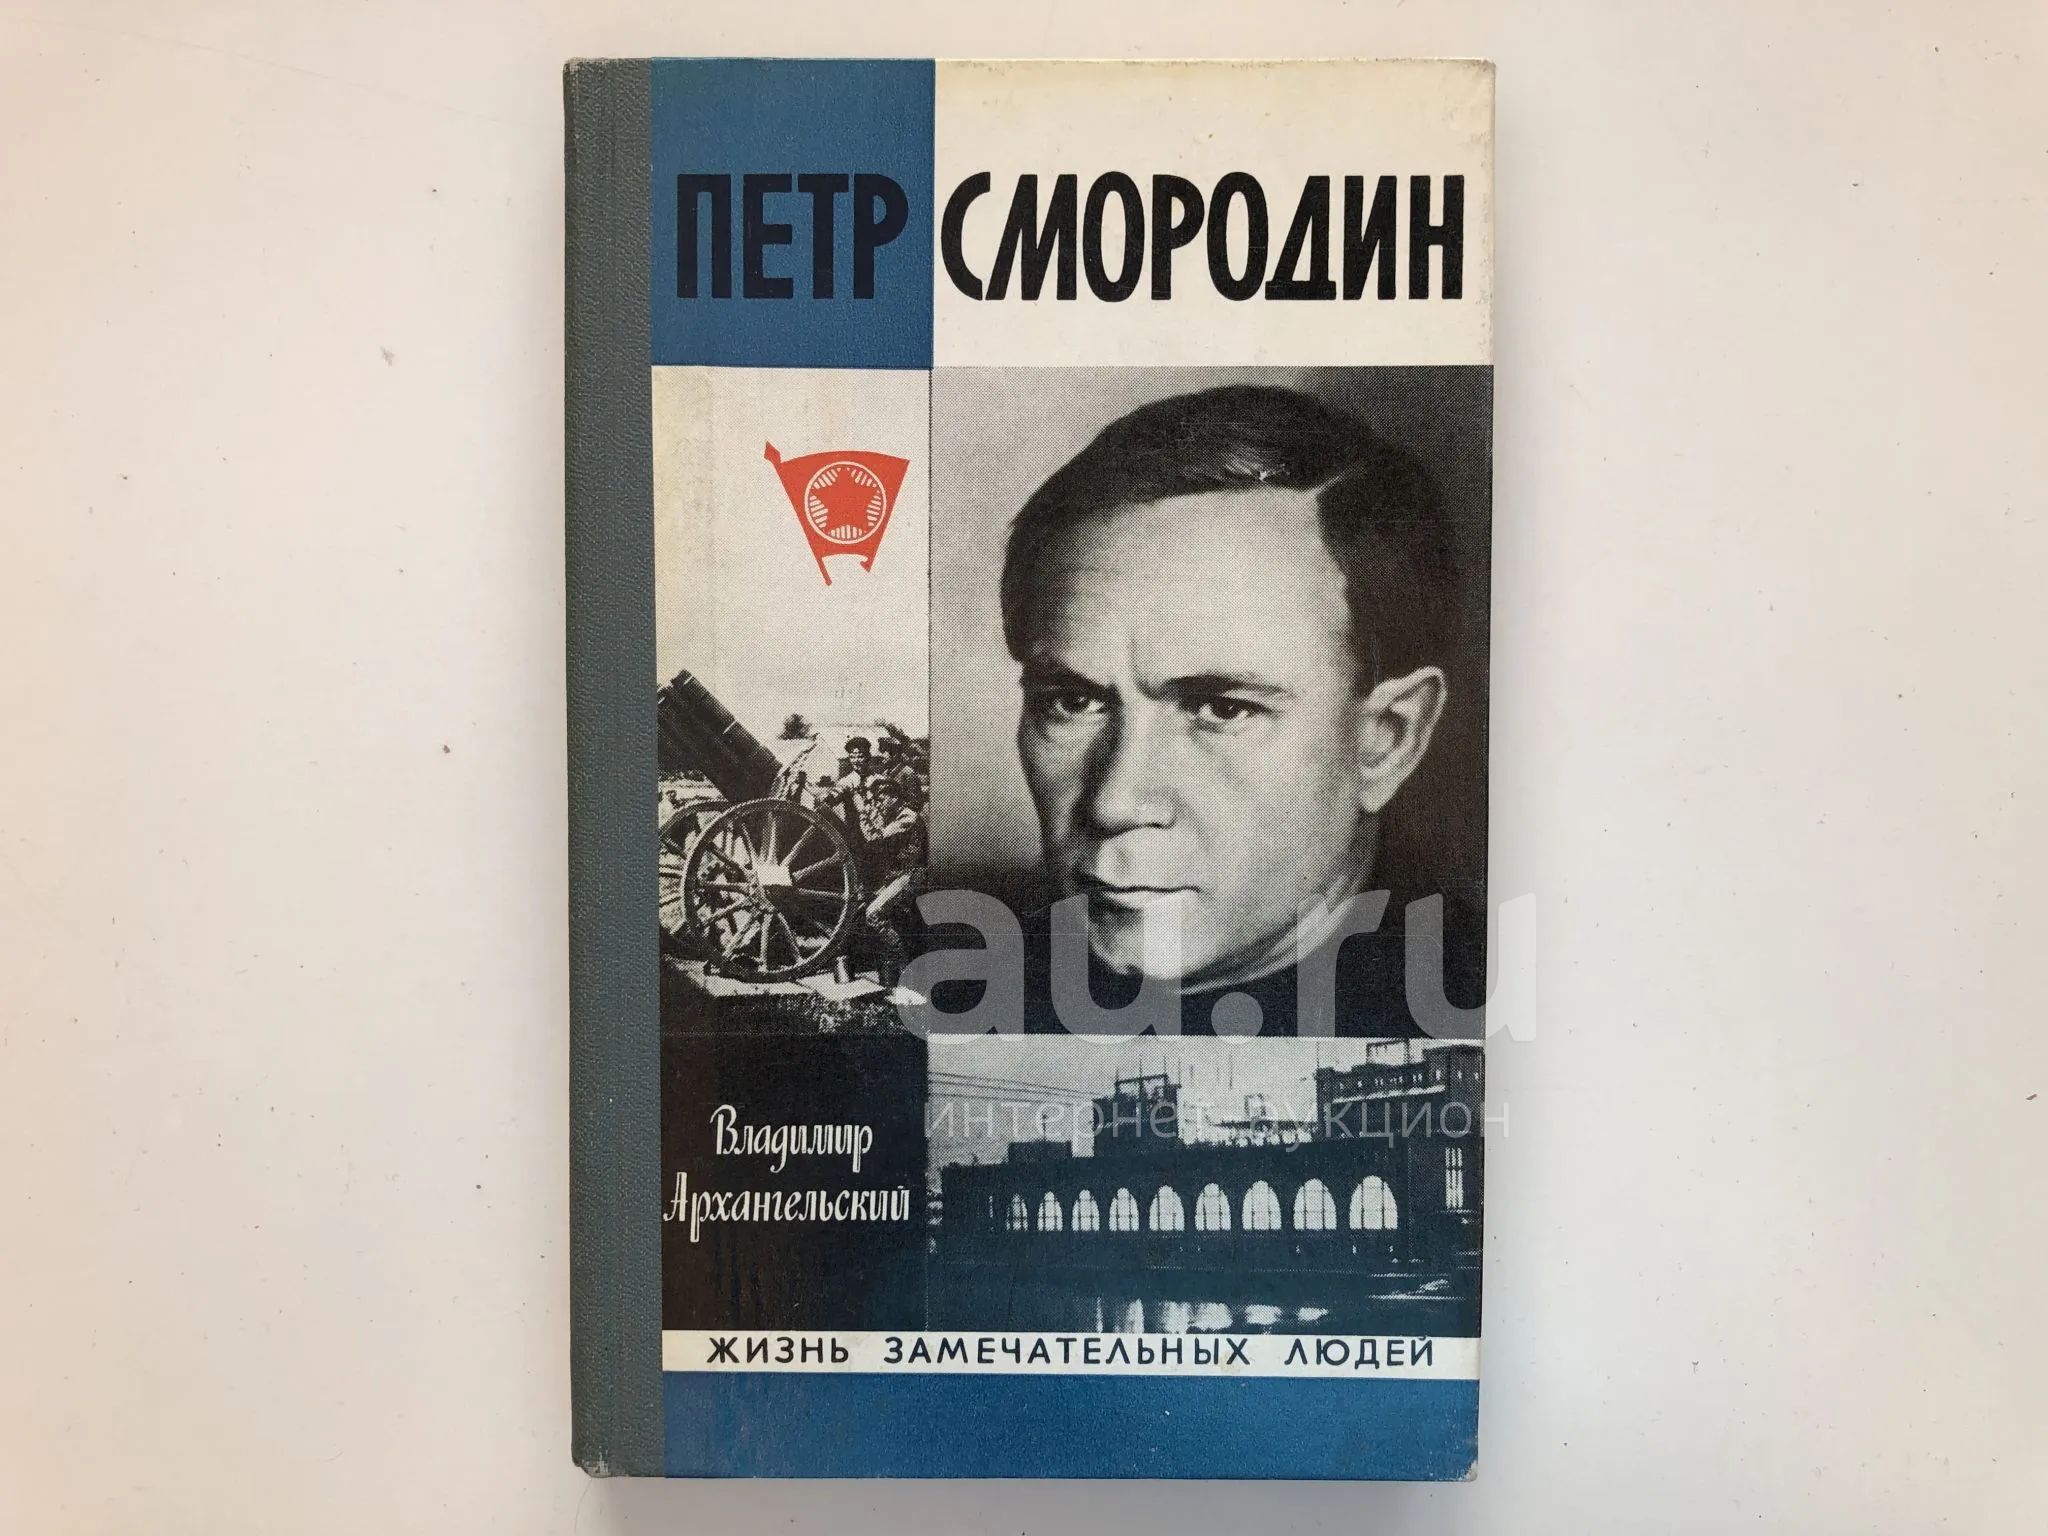 ПЕТР СМОРОДИН
au.ru
интернет-аукцион
Владимир
Архангельский
ЖИЗНЬ ЗАМЕЧАТЕЛЬНЫХ ЛЮДЕЙ